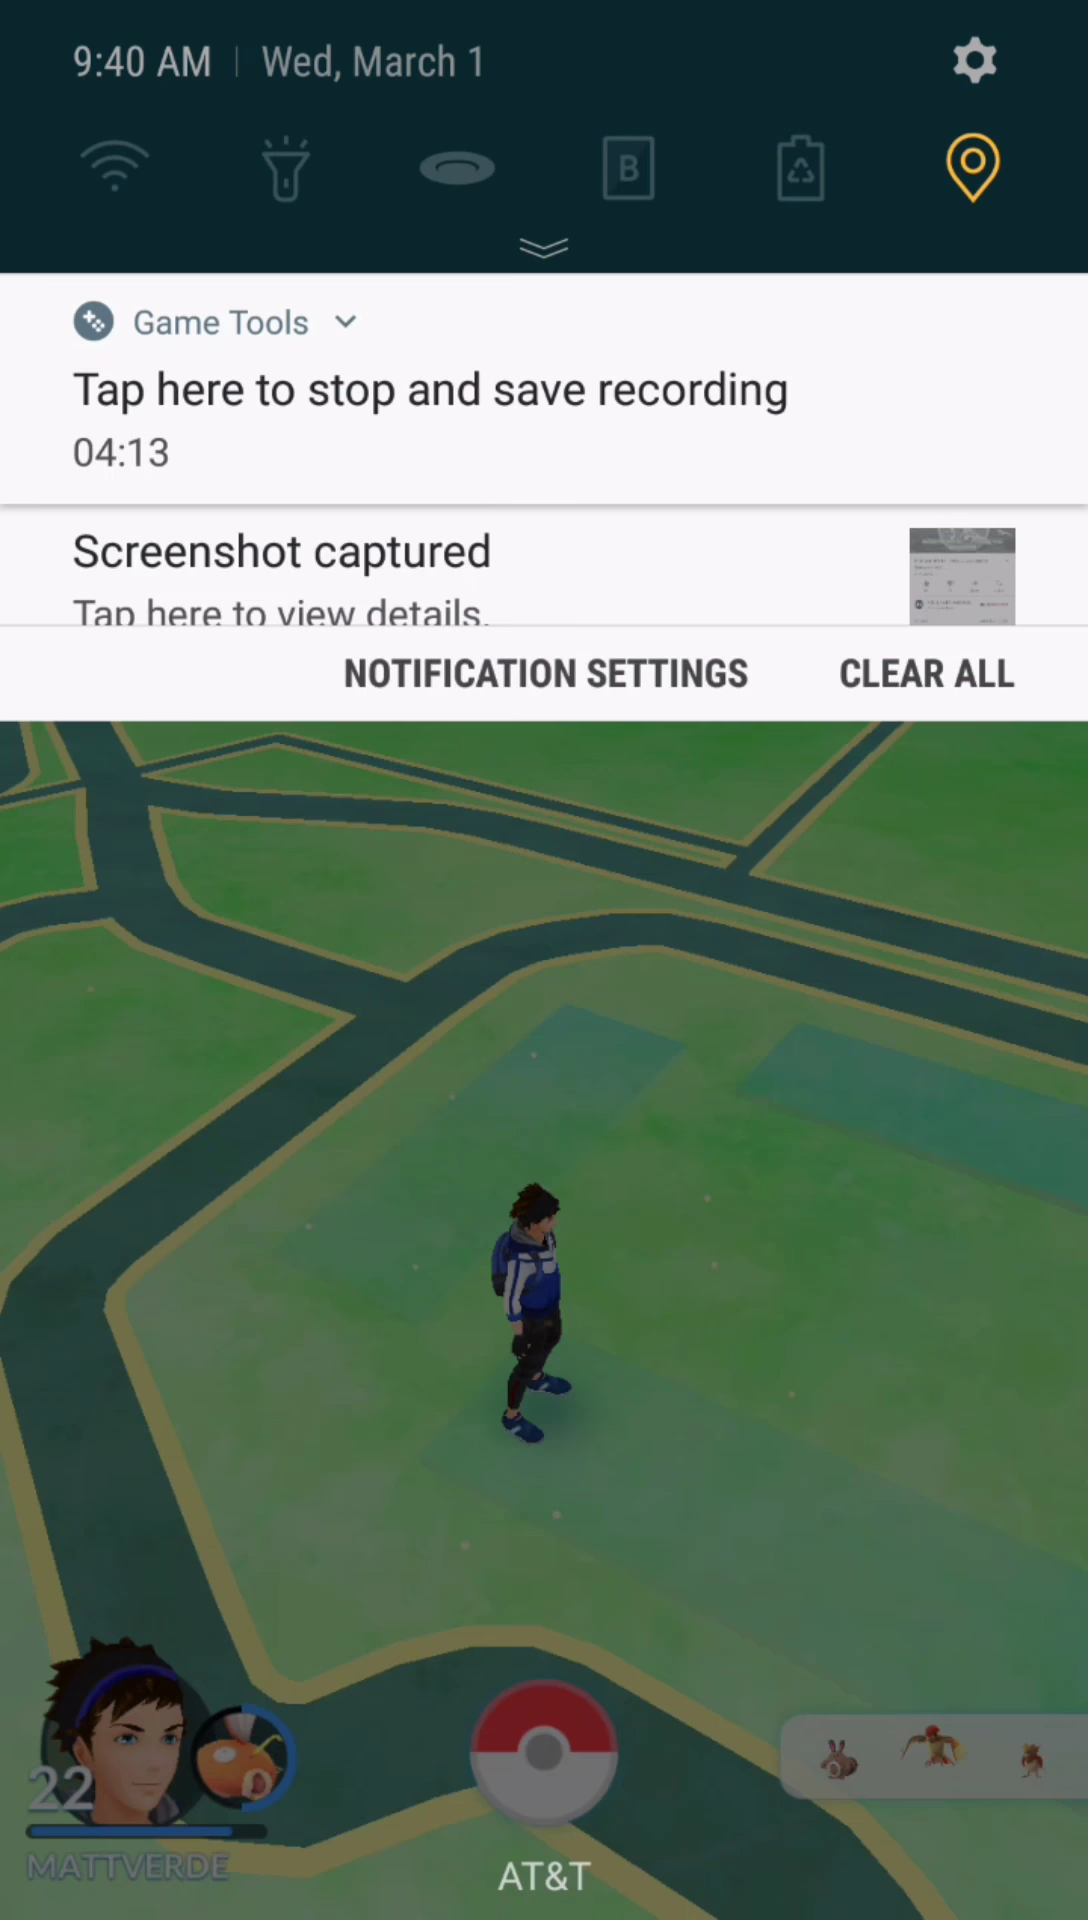 9:40 AM | Wed, March 1
B
Game Tools
Tap here to stop and save recording
04:13
Screenshot captured
Tap here to view details.
NOTIFICATION SETTINGS CLEAR ALL
22
MATTVERDE
AT&T